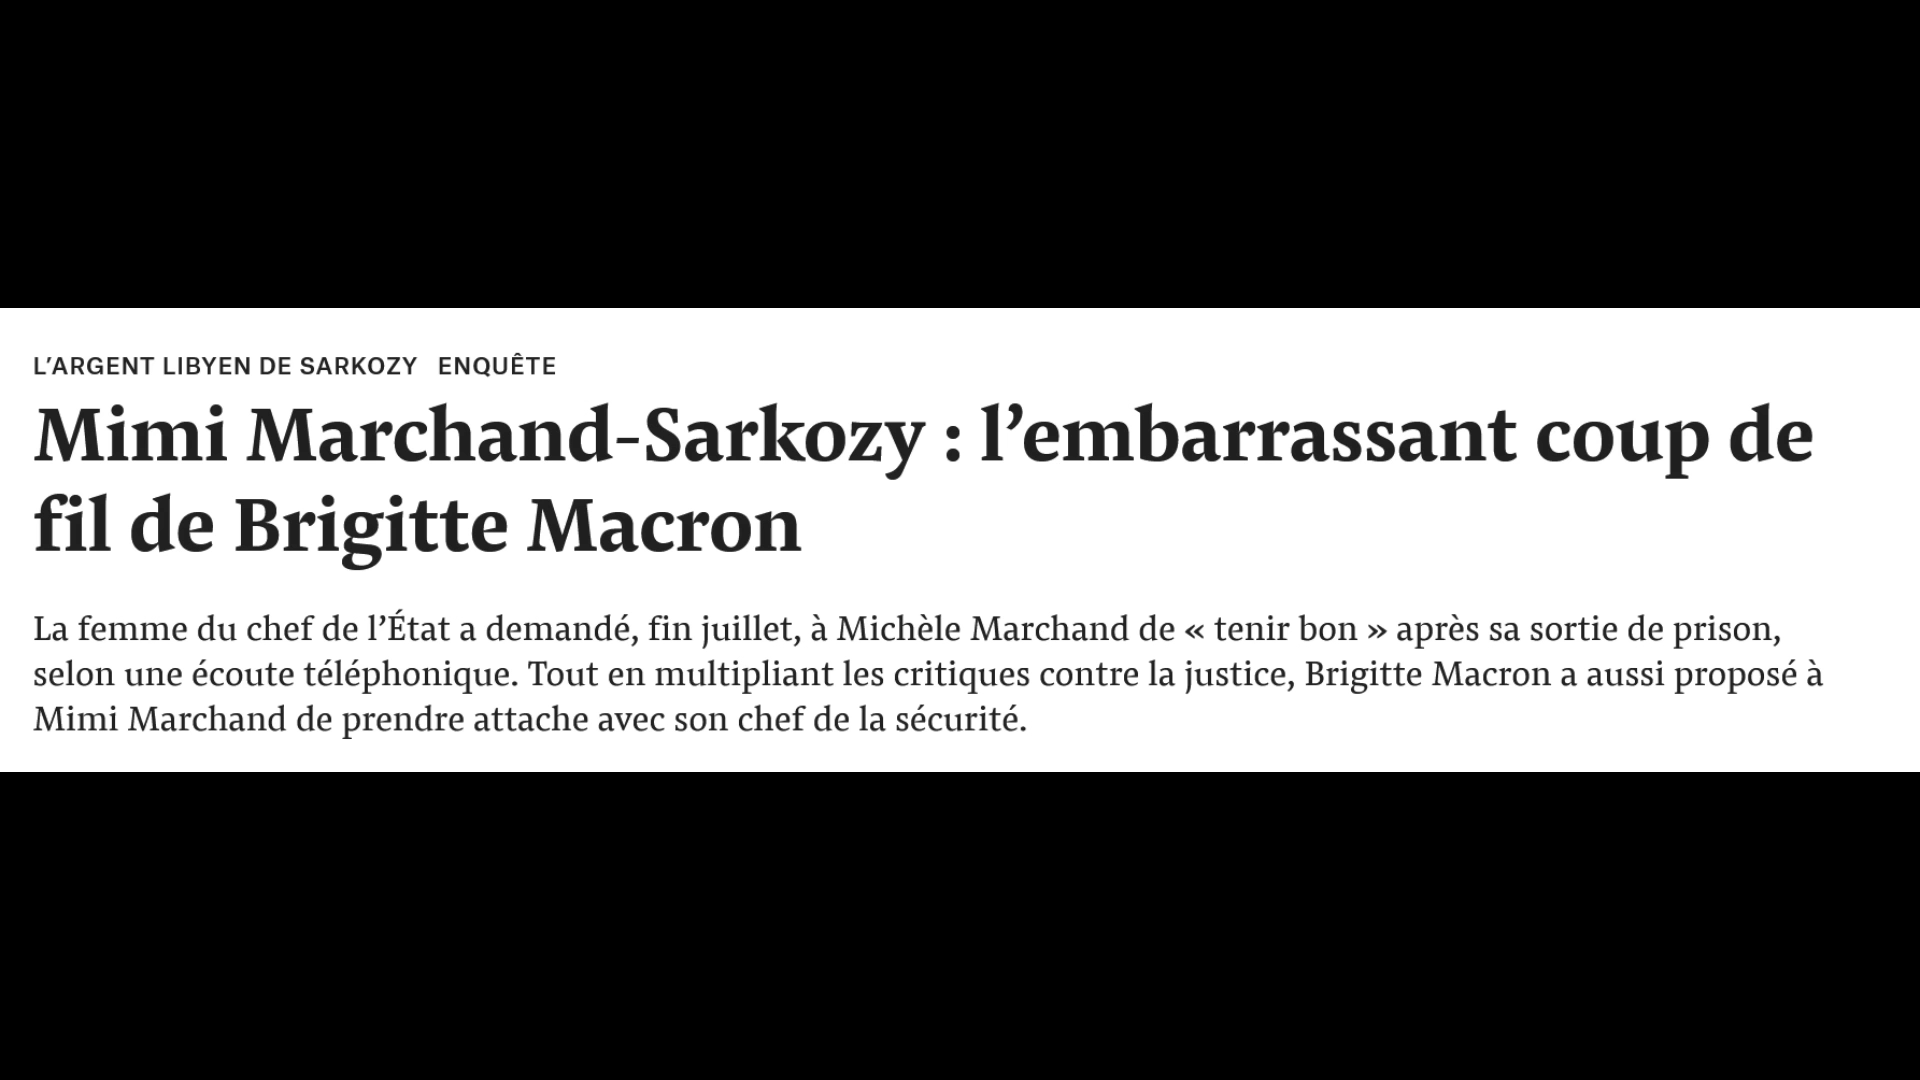 L’ARGENT LIBYEN DE SARKOZY ENQUÊTE
Mimi Marchand-Sarkozy : l’embarrassant coup de
fil de Brigitte Macron
La femme du chef de l’État a demandé, fin juillet, à Michèle Marchand de « tenir bon » après sa sortie de prison,
selon une écoute téléphonique. Tout en multipliant les critiques contre la justice, Brigitte Macron a aussi proposé à
Mimi Marchand de prendre attache avec son chef de la sécurité.